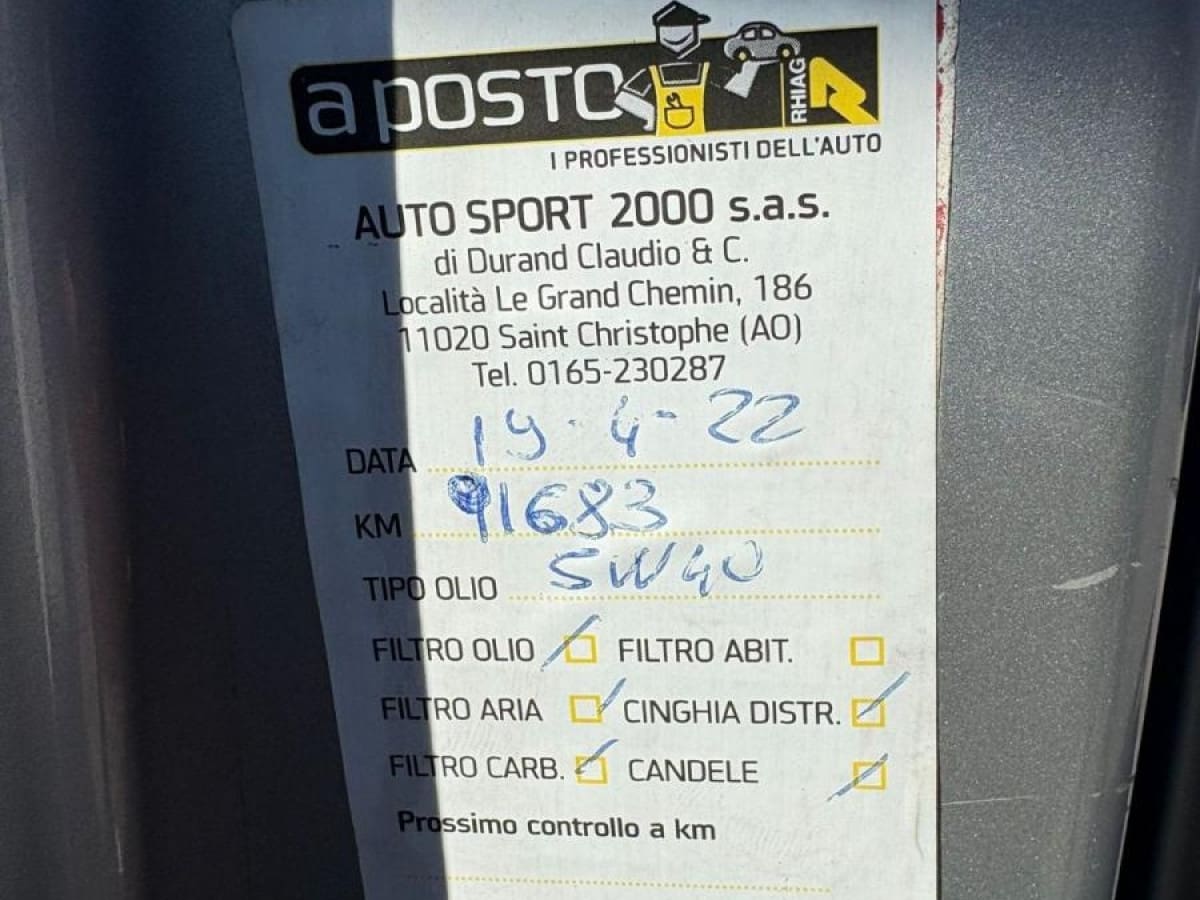 a posto
RHIAG
I PROFESSIONISTI DELL'AUTO
AUTO SPORT 2000 s.a.s.
di Durand Claudio & C.
Località Le Grand Chemin, 186
11020 Saint Christophe (AO)
Tel. 0165-230287
DATA 19-4-22
KM 91683
TIPO OLIO 5W40
FILTRO OLIO FILTRO ABIT.
FILTRO ARIA CINGHIA DISTR.
FILTRO CARB. CANDELE
Prossimo controllo a km